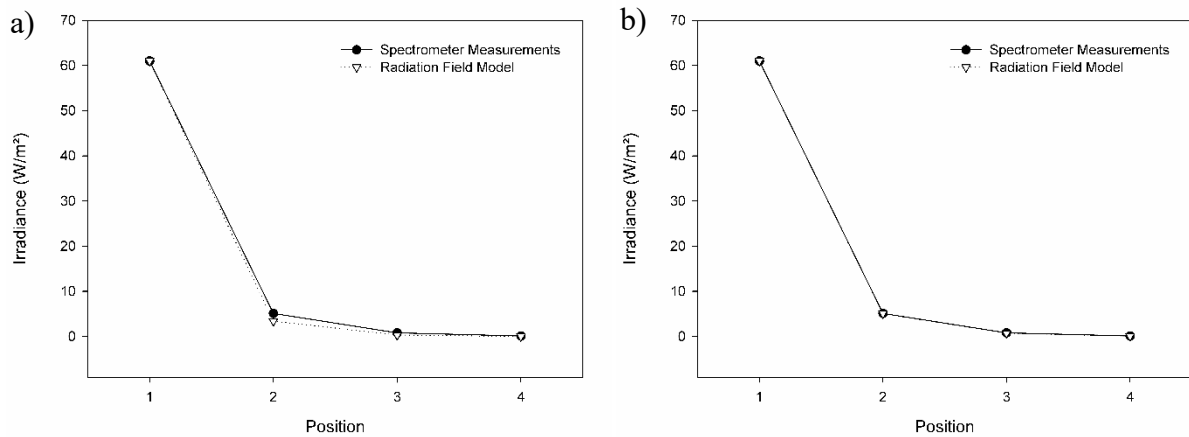 a)
70
60
50
40
30
20
10
0
Irradiance (W/m²)
1 2 3 4
Position
Spectrometer Measurements
Radiation Field Model
b)
70
60
50
40
30
20
10
0
Irradiance (W/m²)
1 2 3 4
Position
Spectrometer Measurements
Radiation Field Model